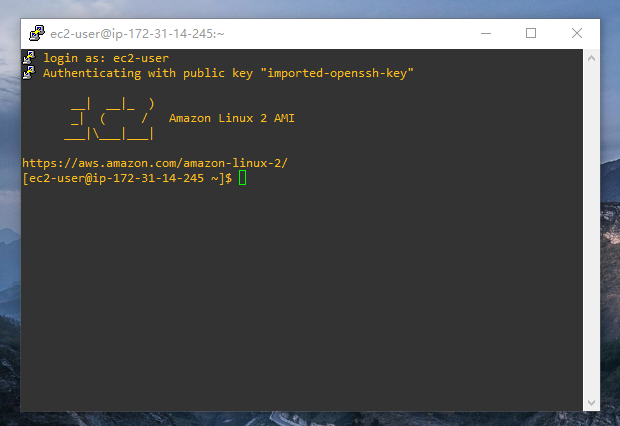 ec2-user@ip-172-31-14-245:~
login as: ec2-user
Authenticating with public key "imported-openssh-key"
       __|  __|_  )
       _|  (     /   Amazon Linux 2 AMI
      ___|\___|___|
https://aws.amazon.com/amazon-linux-2/
[ec2-user@ip-172-31-14-245 ~]$